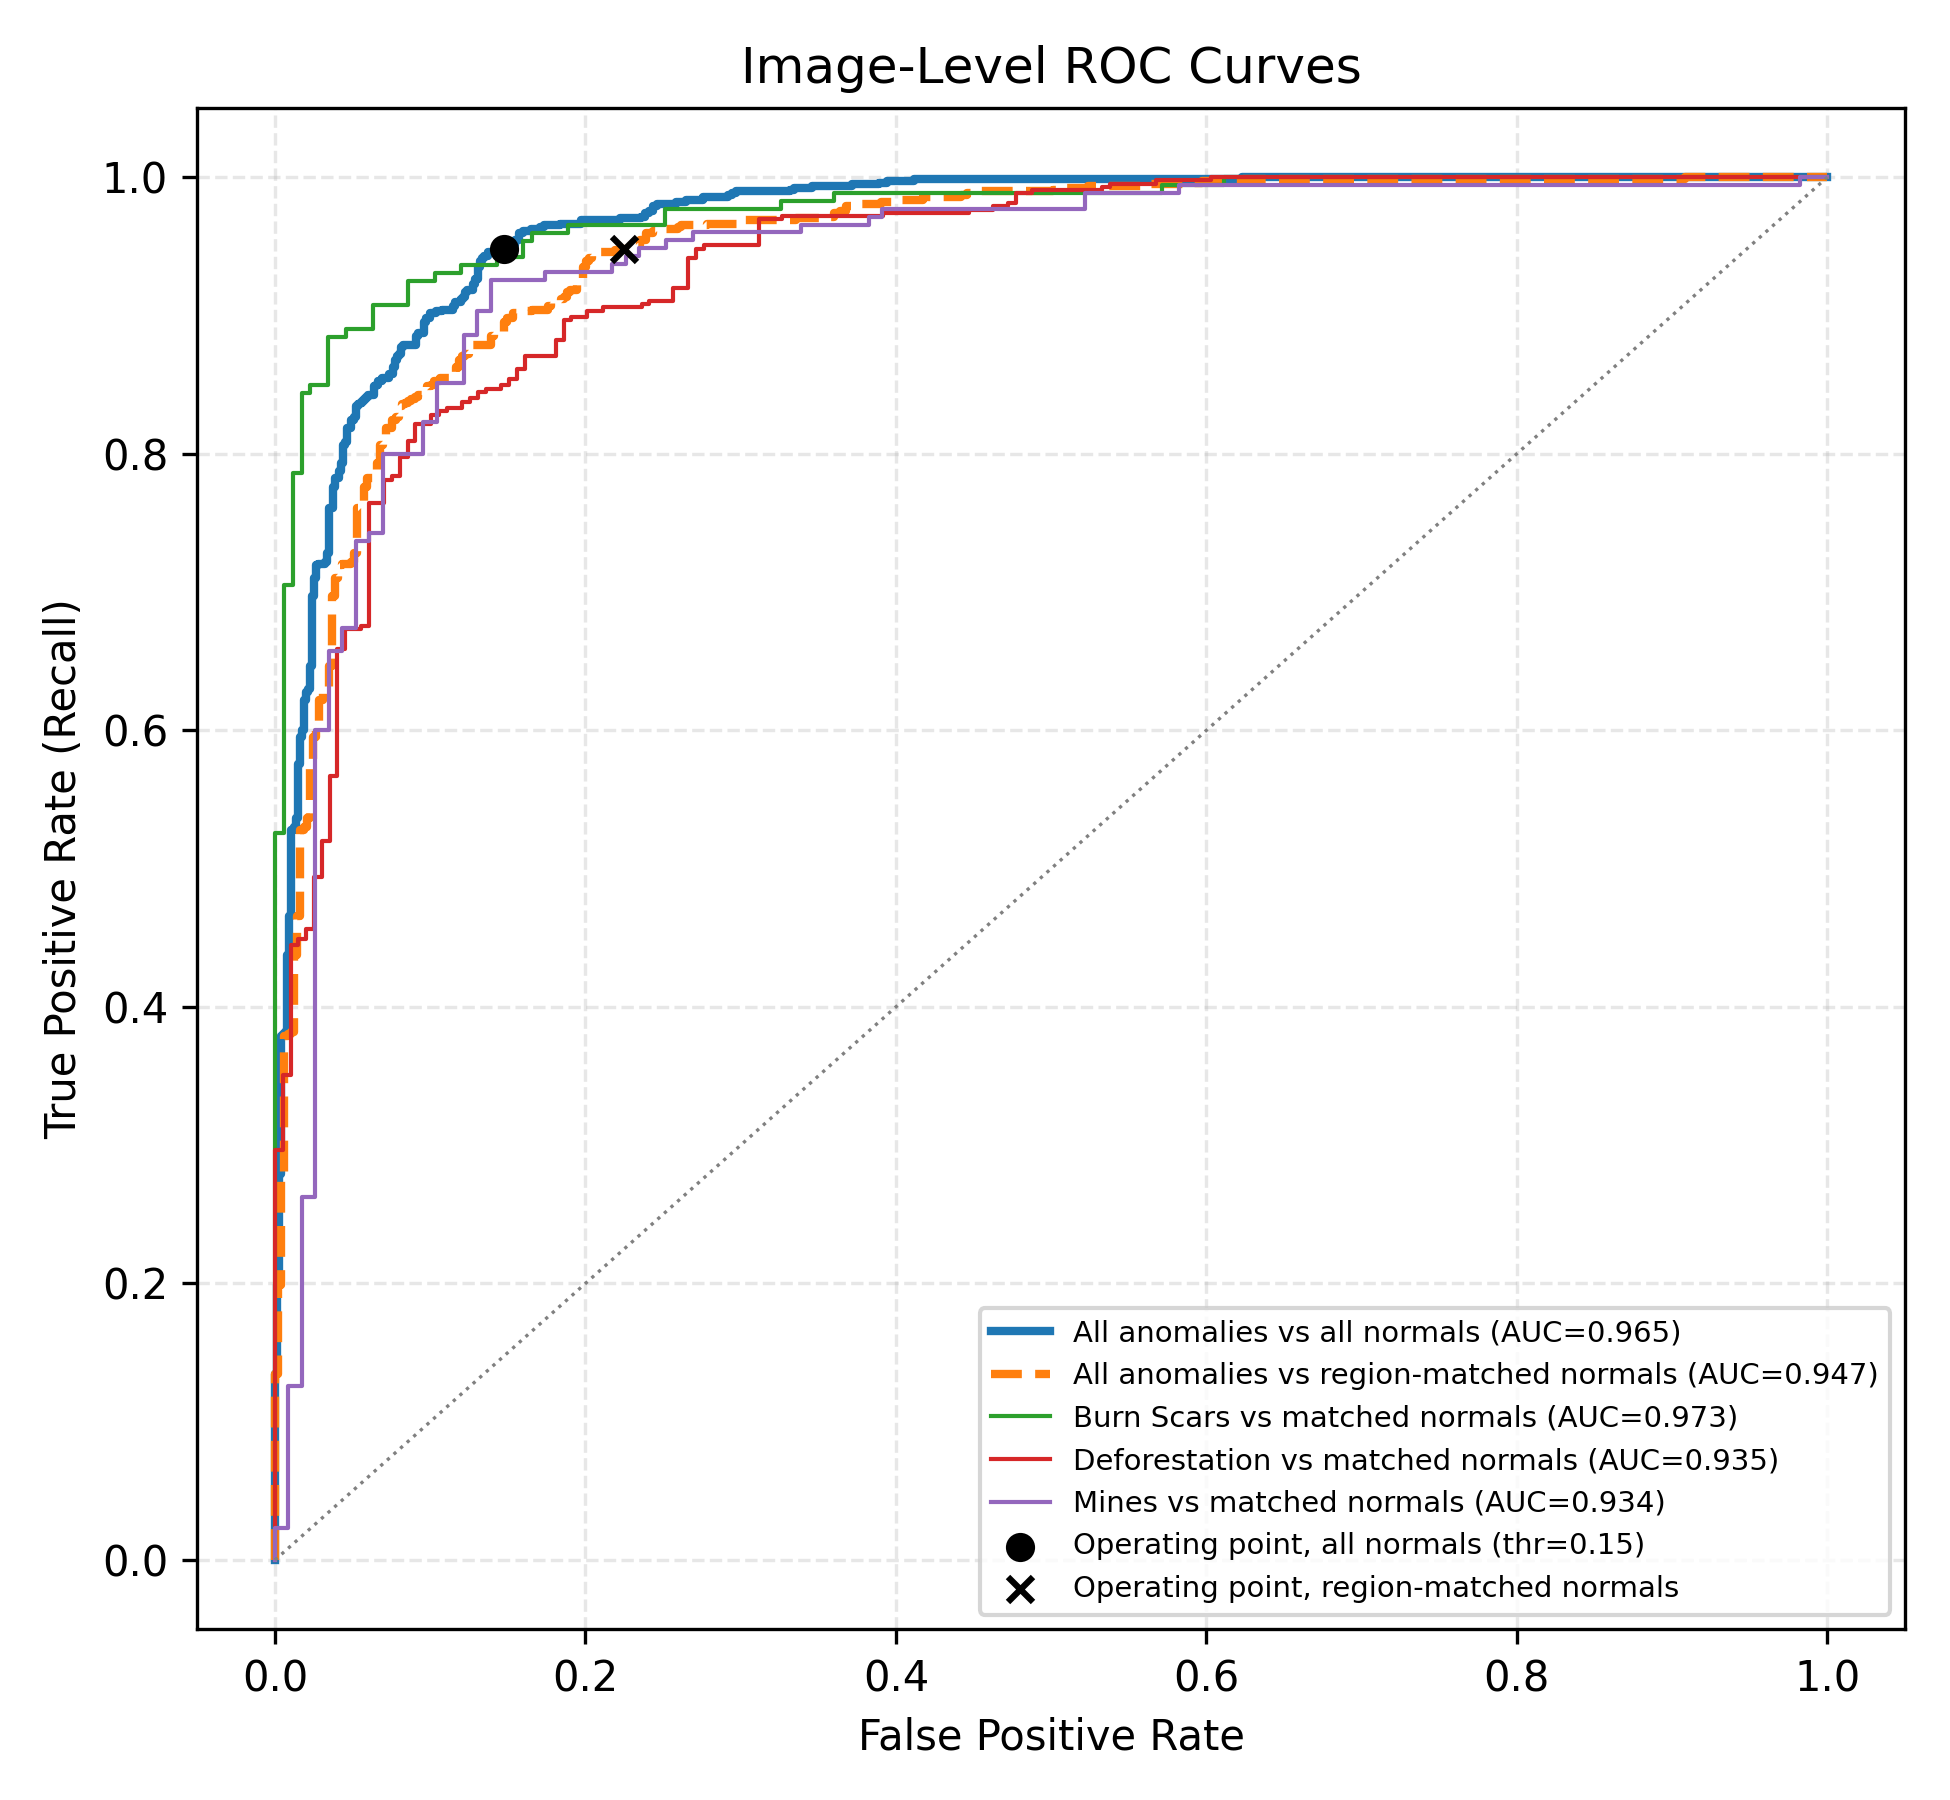 Image-Level ROC Curves
True Positive Rate (Recall)
1.0
0.8
0.6
0.4
0.2
0.0
0.0 0.2 0.4 0.6 0.8 1.0
False Positive Rate
All anomalies vs all normals (AUC=0.965)
All anomalies vs region-matched normals (AUC=0.947)
Burn Scars vs matched normals (AUC=0.973)
Deforestation vs matched normals (AUC=0.935)
Mines vs matched normals (AUC=0.934)
Operating point, all normals (thr=0.15)
Operating point, region-matched normals